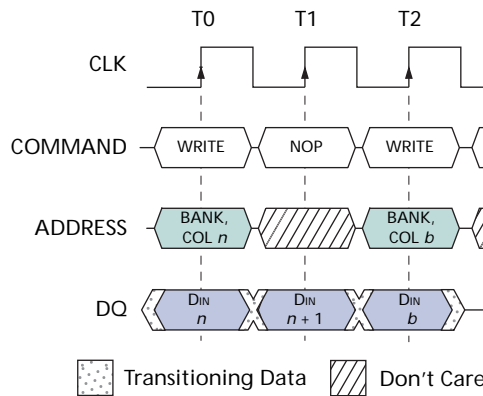 T0 T1 T2
CLK
COMMAND WRITE NOP WRITE
ADDRESS BANK, COL n BANK, COL b
DQ DIN n DIN n + 1 DIN b
Transitioning Data Don't Care